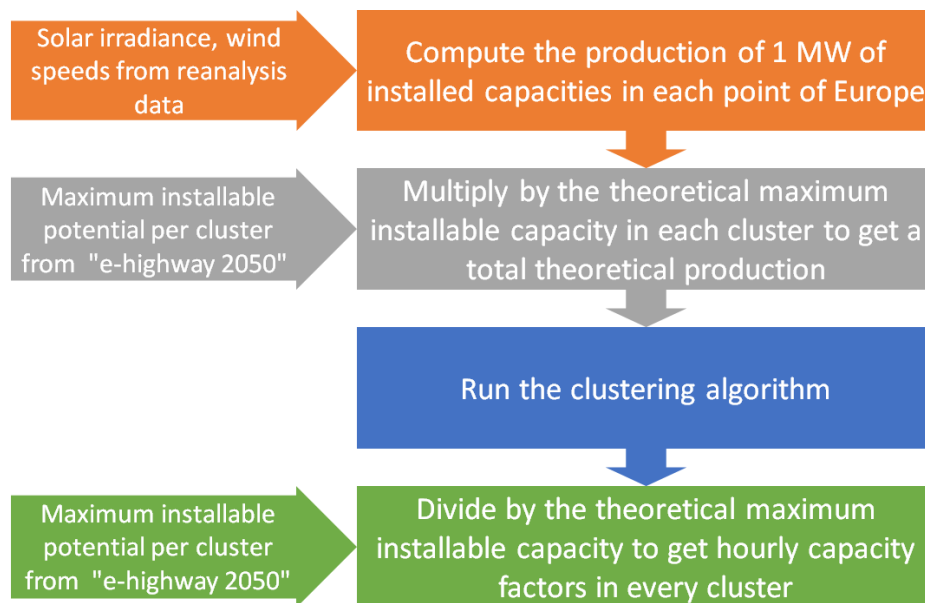 Solar irradiance, wind
speeds from reanalysis
data
Compute the production of 1 MW of
installed capacities in each point of Europe
Maximum installable
potential per cluster
from "e-highway 2050"
Multiply by the theoretical maximum
installable capacity in each cluster to get a
total theoretical production
Run the clustering algorithm
Maximum installable
potential per cluster
from "e-highway 2050"
Divide by the theoretical maximum
installable capacity to get hourly capacity
factors in every cluster